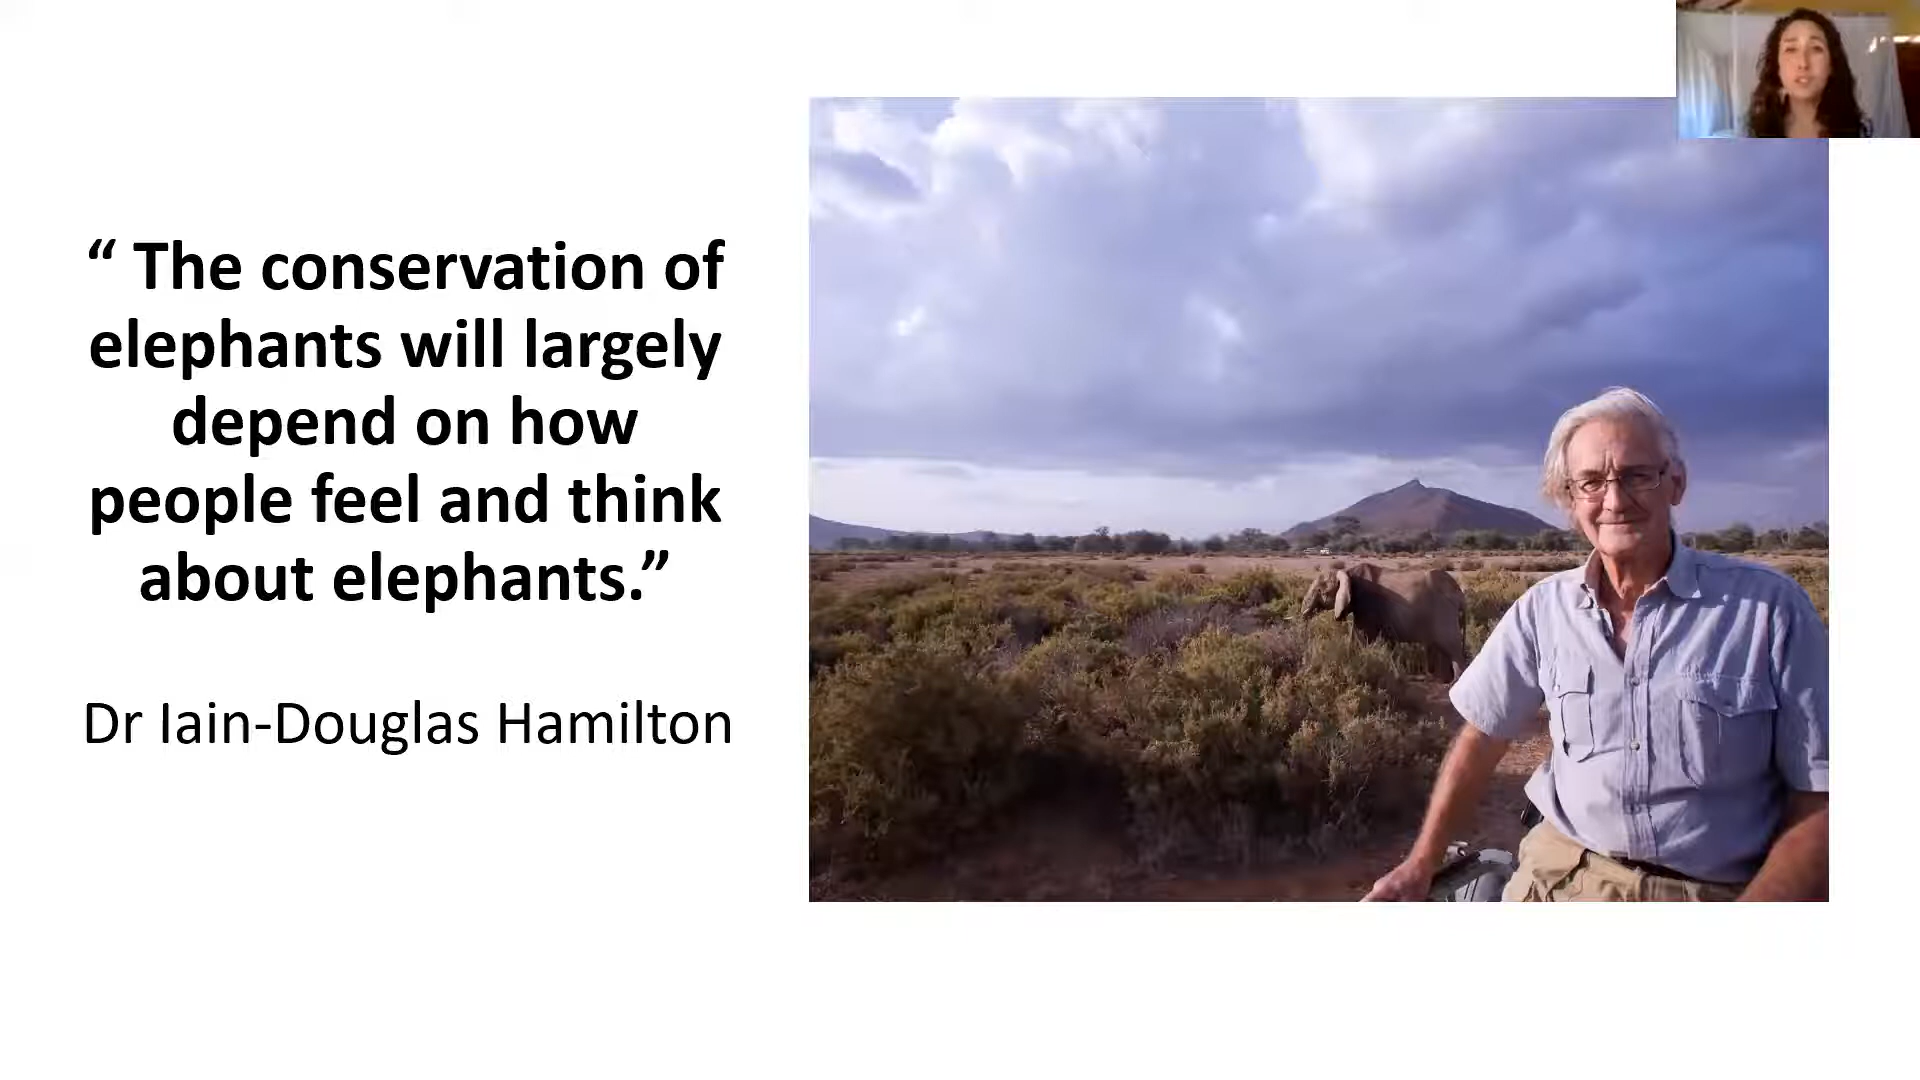 “ The conservation of
elephants will largely
depend on how
people feel and think
about elephants.”
Dr Iain-Douglas Hamilton